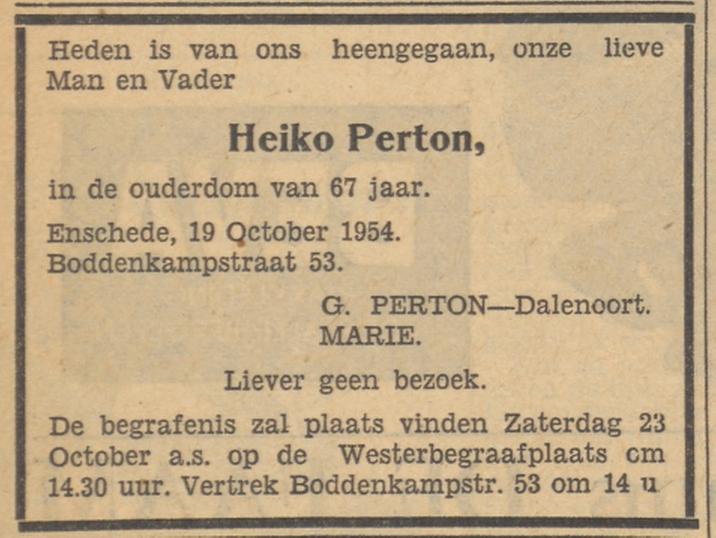 Heden is van ons heengegaan, onze lieve
Man en Vader
Heiko Perton,
in de ouderdom van 67 jaar.
Enschede, 19 October 1954.
Boddenkampstraat 53.
G. PERTON—Dalenoort.
MARIE.
Liever geen bezoek.
De begrafenis zal plaats vinden Zaterdag 23
October a.s. op de Westerbegraafplaats om
14.30 uur. Vertrek Boddenkampstr. 53 om 14 u